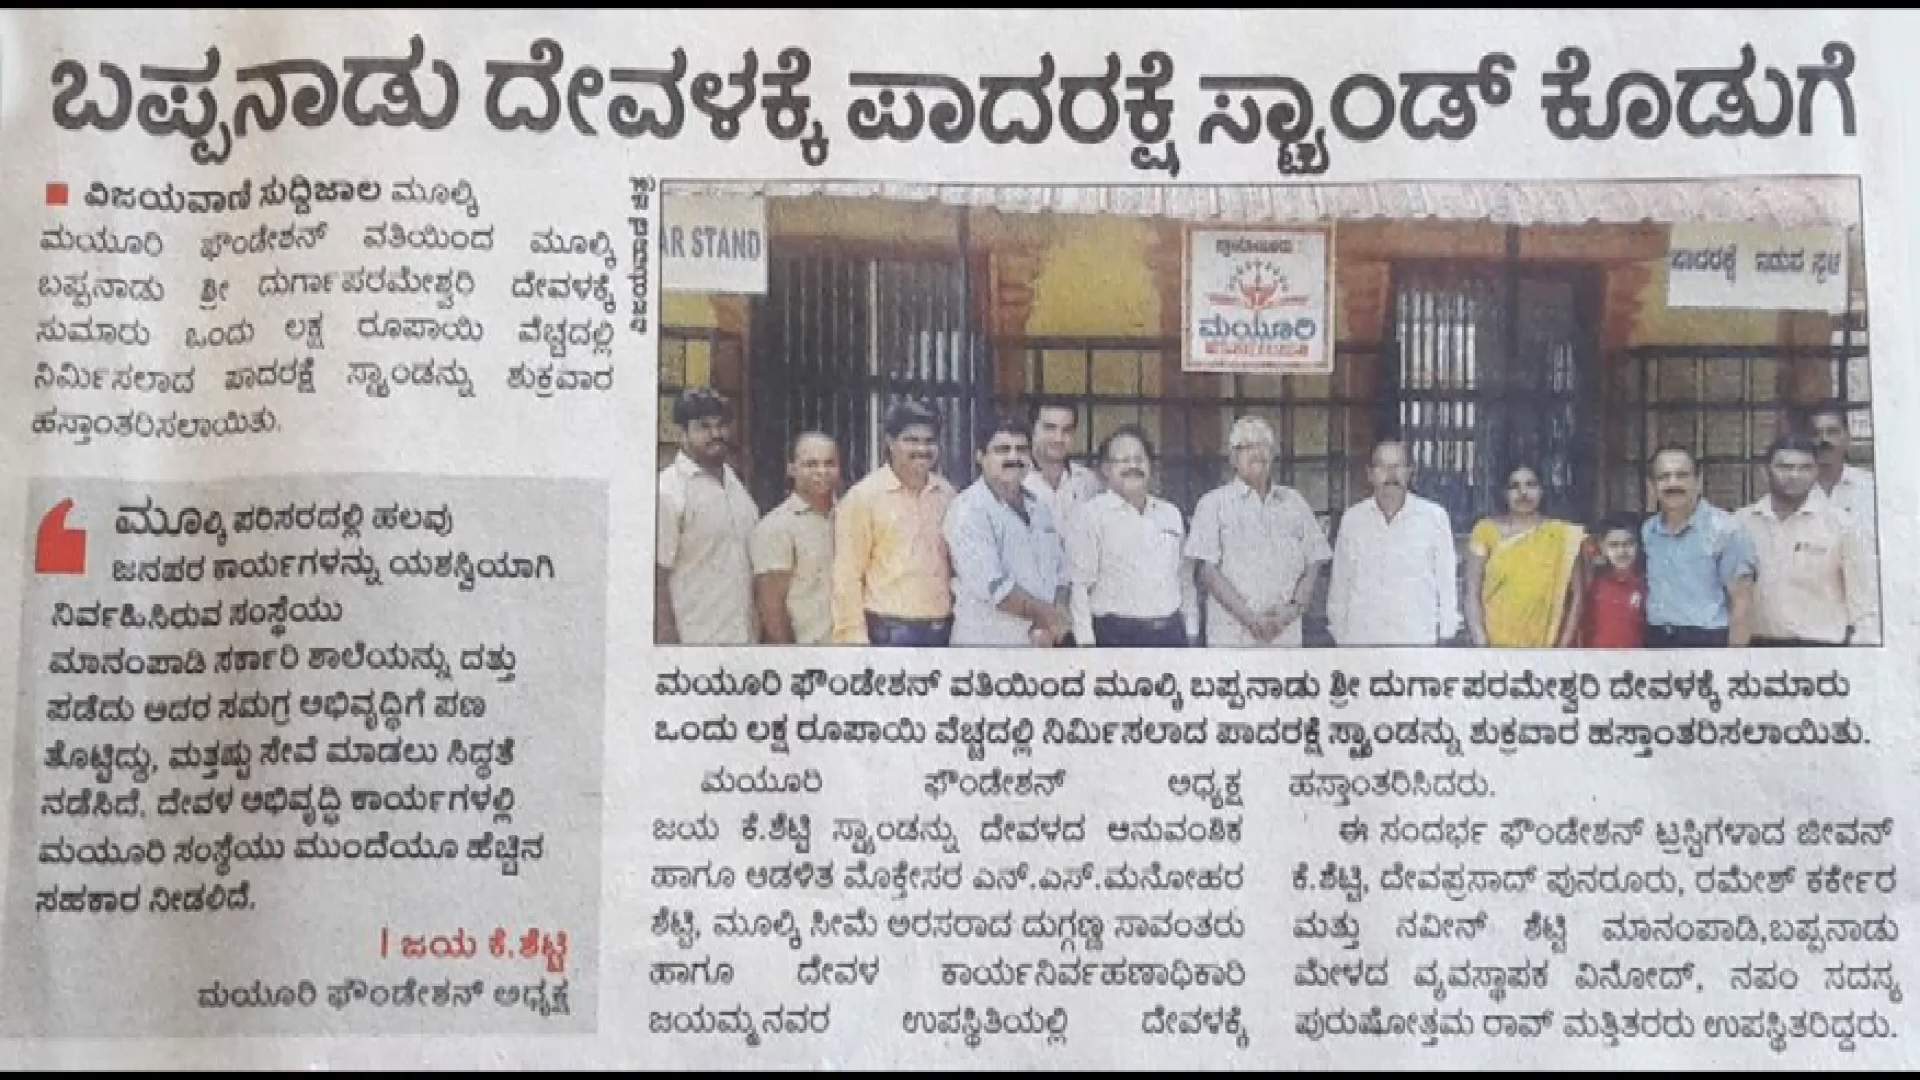 ಬಪ್ಪನಾಡು ದೇವಳಕ್ಕೆ ಪಾದರಕ್ಷೆ ಸ್ಟ್ಯಾಂಡ್ ಕೊಡುಗೆ
■ ವಿಜಯವಾಣಿ ಸುದ್ದಿಜಾಲ ಮೂಲ್ಕಿ
ಮಯೂರಿ ಫೌಂಡೇಶನ್ ವತಿಯಿಂದ ಮೂಲ್ಕಿ
ಬಪ್ಪನಾಡು ಶ್ರೀ ದುರ್ಗಾಪರಮೇಶ್ವರಿ ದೇವಳಕ್ಕೆ
ಸುಮಾರು ಒಂದು ಲಕ್ಷ ರೂಪಾಯಿ ವೆಚ್ಚದಲ್ಲಿ
ನಿರ್ಮಿಸಲಾದ ಪಾದರಕ್ಷೆ ಸ್ಟ್ಯಾಂಡನ್ನು ಶುಕ್ರವಾರ
ಹಸ್ತಾಂತರಿಸಲಾಯಿತು.
ಮೂಲ್ಕಿ ಪರಿಸರದಲ್ಲಿ ಹಲವು
ಜನಪರ ಕಾರ್ಯಗಳನ್ನು ಯಶಸ್ವಿಯಾಗಿ
ನಿರ್ವಹಿಸಿರುವ ಸಂಸ್ಥೆಯು
ಮಾನಂಪಾಡಿ ಸರ್ಕಾರಿ ಶಾಲೆಯನ್ನು ದತ್ತು
ಪಡೆದು ಅದರ ಸಮಗ್ರ ಅಭಿವೃದ್ಧಿಗೆ ಪಣ
ತೊಟ್ಟಿದ್ದು, ಮತ್ತಷ್ಟು ಸೇವೆ ಮಾಡಲು ಸಿದ್ಧತೆ
ನಡೆಸಿದೆ. ದೇವಳ ಅಭಿವೃದ್ಧಿ ಕಾರ್ಯಗಳಲ್ಲಿ
ಮಯೂರಿ ಸಂಸ್ಥೆಯು ಮುಂದೆಯೂ ಹೆಚ್ಚಿನ
ಸಹಕಾರ ನೀಡಲಿದೆ.
| ಜಯ ಕೆ.ಶೆಟ್ಟಿ
ಮಯೂರಿ ಫೌಂಡೇಶನ್ ಅಧ್ಯಕ್ಷ
AR STAND
ಮಯೂರಿ
ಪಾದರಕ್ಷೆ ಇಡುವ ಸ್ಥಳ
ಮಯೂರಿ ಫೌಂಡೇಶನ್ ವತಿಯಿಂದ ಮೂಲ್ಕಿ ಬಪ್ಪನಾಡು ಶ್ರೀ ದುರ್ಗಾಪರಮೇಶ್ವರಿ ದೇವಳಕ್ಕೆ ಸುಮಾರು
ಒಂದು ಲಕ್ಷ ರೂಪಾಯಿ ವೆಚ್ಚದಲ್ಲಿ ನಿರ್ಮಿಸಲಾದ ಪಾದರಕ್ಷೆ ಸ್ಟ್ಯಾಂಡನ್ನು ಶುಕ್ರವಾರ ಹಸ್ತಾಂತರಿಸಲಾಯಿತು.
ಮಯೂರಿ ಫೌಂಡೇಶನ್ ಅಧ್ಯಕ್ಷ
ಜಯ ಕೆ.ಶೆಟ್ಟಿ ಸ್ಟ್ಯಾಂಡನ್ನು ದೇವಳದ ಆನುವಂಶಿಕ
ಹಾಗೂ ಆಡಳಿತ ಮೊಕ್ತೇಸರ ಎನ್.ಎಸ್.ಮನೋಹರ
ಶೆಟ್ಟಿ, ಮೂಲ್ಕಿ ಸೀಮೆ ಅರಸರಾದ ದುಗ್ಗಣ್ಣ ಸಾವಂತರು
ಹಾಗೂ ದೇವಳ ಕಾರ್ಯನಿರ್ವಹಣಾಧಿಕಾರಿ
ಜಯಮ್ಮನವರ ಉಪಸ್ಥಿತಿಯಲ್ಲಿ ದೇವಳಕ್ಕೆ
ಹಸ್ತಾಂತರಿಸಿದರು.
ಈ ಸಂದರ್ಭ ಫೌಂಡೇಶನ್ ಟ್ರಸ್ಟಿಗಳಾದ ಜೀವನ್
ಕೆ.ಶೆಟ್ಟಿ, ದೇವಪ್ರಸಾದ್ ಪುನರೂರು, ರಮೇಶ್ ಕರ್ಕೇರ
ಮತ್ತು ನವೀನ್ ಶೆಟ್ಟಿ ಮಾನಂಪಾಡಿ,ಬಪ್ಪನಾಡು
ಮೇಳದ ವ್ಯವಸ್ಥಾಪಕ ವಿನೋದ್, ನಪಂ ಸದಸ್ಯ
ಪುರುಷೋತ್ತಮ ರಾವ್ ಮತ್ತಿತರರು ಉಪಸ್ಥಿತರಿದ್ದರು.